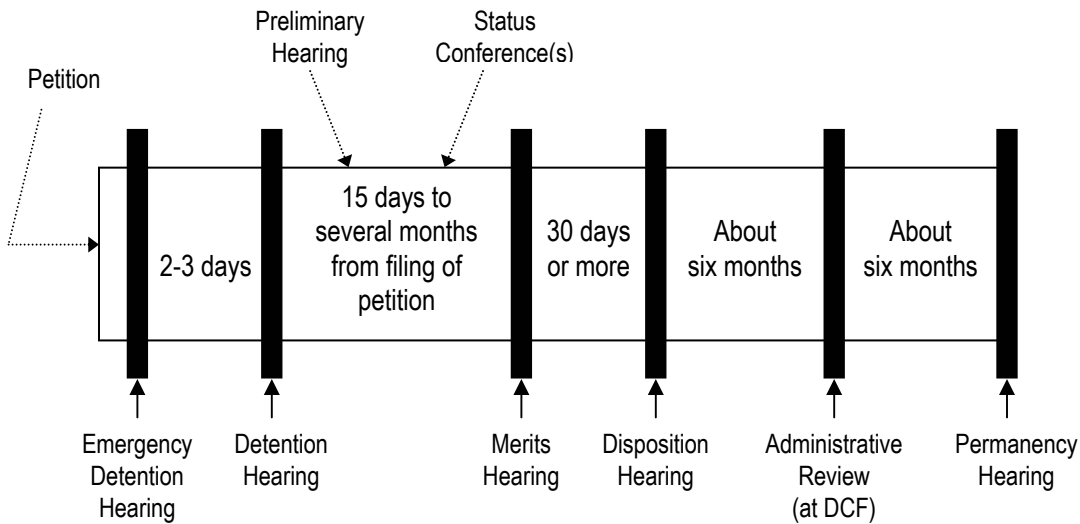 Preliminary
Hearing
Status
Conference(s)
Petition
2-3 days
15 days to
several months
from filing of
petition
30 days
or more
About
six months
About
six months
Emergency
Detention
Hearing
Detention
Hearing
Merits
Hearing
Disposition
Hearing
Administrative
Review
(at DCF)
Permanency
Hearing